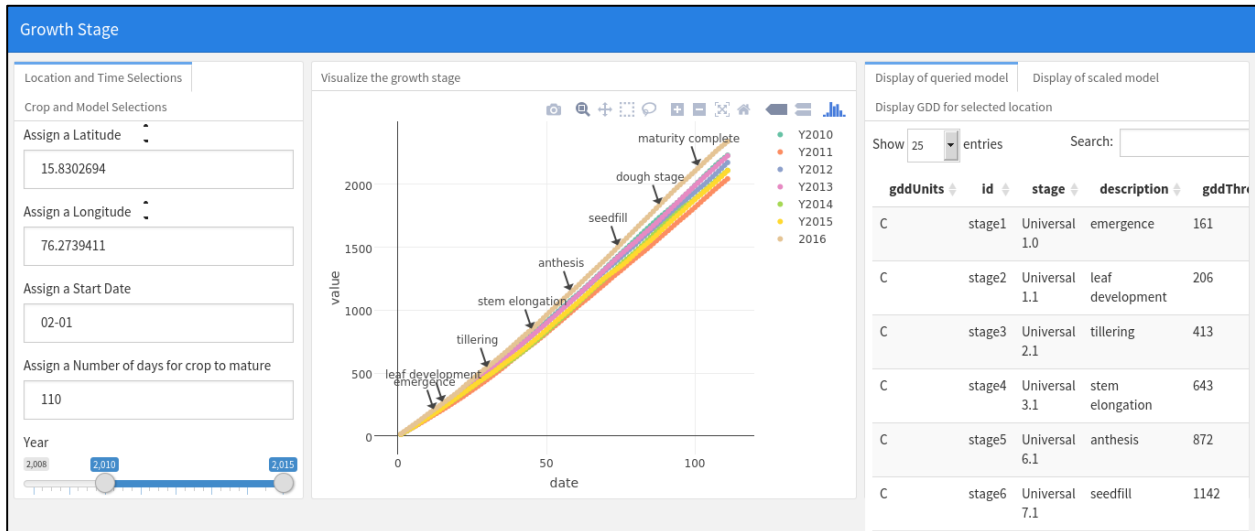 Growth Stage
Location and Time Selections
Crop and Model Selections
Assign a Latitude
15.8302694
Assign a Longitude
76.2739411
Assign a Start Date
02-01
Assign a Number of days for crop to mature
110
Year
2,008
2,010
2,015
Visualize the growth stage
maturity complete
dough stage
seedfill
anthesis
stem elongation
tillering
leaf development
emergence
2000
1500
1000
500
0
value
0
50
100
date
Y2010
Y2011
Y2012
Y2013
Y2014
Y2015
2016
Display of queried model
Display of scaled model
Display GDD for selected location
Show 25 entries
Search:
gddUnits id stage description gddThre
C stage1 Universal emergence 161
1.0
C stage2 Universal leaf 206
1.1 development
C stage3 Universal tillering 413
2.1
C stage4 Universal stem 643
3.1 elongation
C stage5 Universal anthesis 872
6.1
C stage6 Universal seedfill 1142
7.1